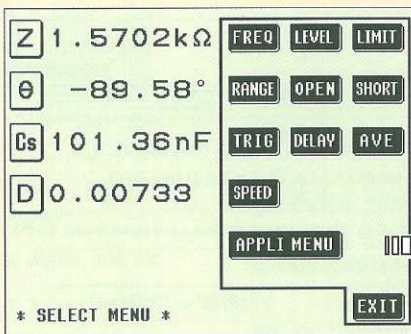 Z 1.5702kΩ
θ -89.58°
Cs 101.36nF
D 0.00733
* SELECT MENU *
FREQ LEVEL LIMIT
RANGE OPEN SHORT
TRIG DELAY AVE
SPEED
APPLI MENU
EXIT